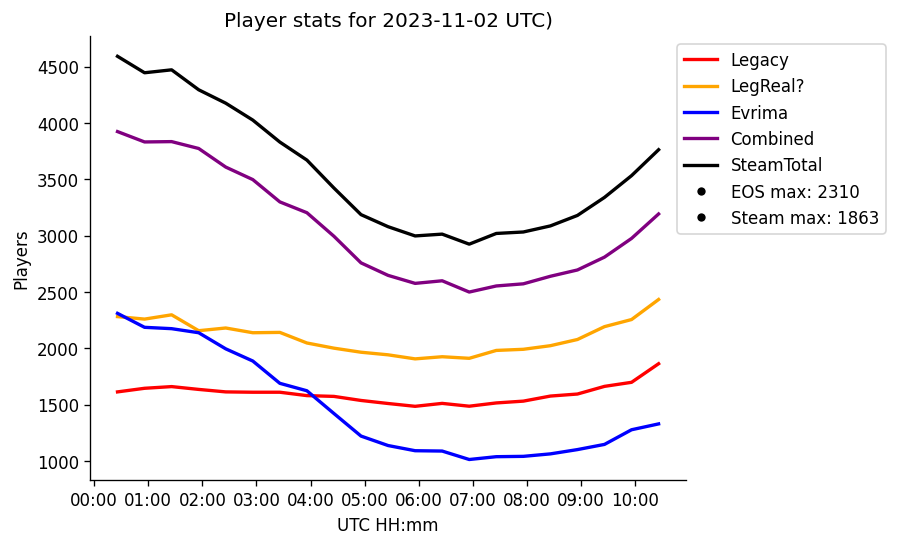 Player stats for 2023-11-02 UTC)
4500
4000
3500
3000
2500
2000
1500
1000
Players
00:00 01:00 02:00 03:00 04:00 05:00 06:00 07:00 08:00 09:00 10:00
UTC HH:mm
Legacy
LegReal?
Evrima
Combined
SteamTotal
EOS max: 2310
Steam max: 1863